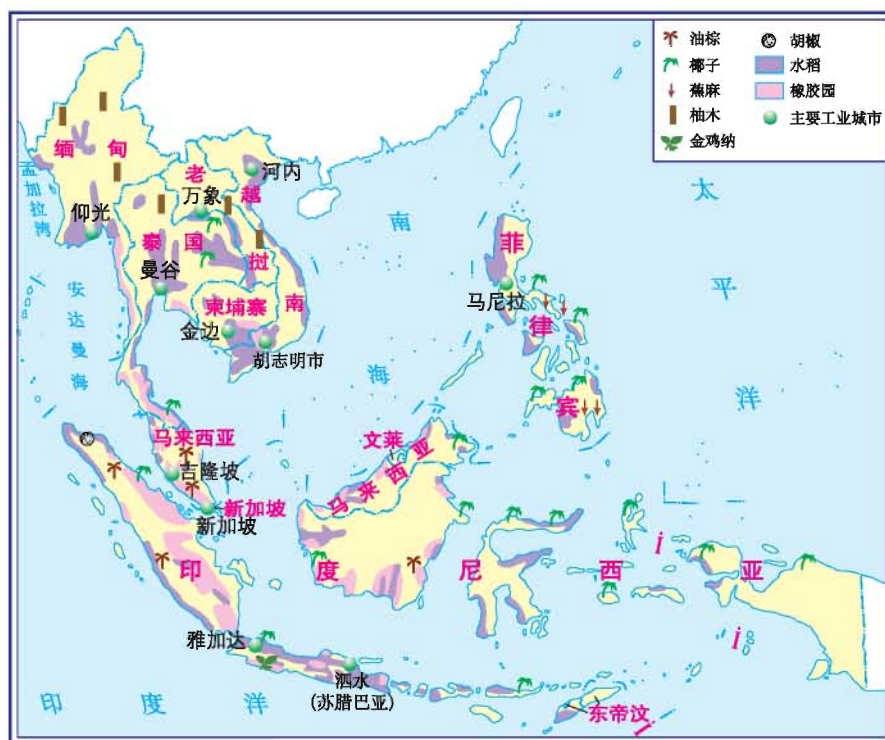 油棕
椰子
蕉麻
柚木
金鸡纳
胡椒
水稻
橡胶园
主要工业城市
缅甸
孟加拉湾
仰光
老
万象
越
河内
泰国
挝
曼谷
柬埔寨
南
金边
胡志明市
安达曼海
南
海
太
平
洋
菲
马尼拉
律
宾
马来西亚
吉隆坡
新加坡
新加坡
文莱
马来西亚
印度尼西亚
雅加达
泗水
(苏腊巴亚)
东帝汶
印度洋